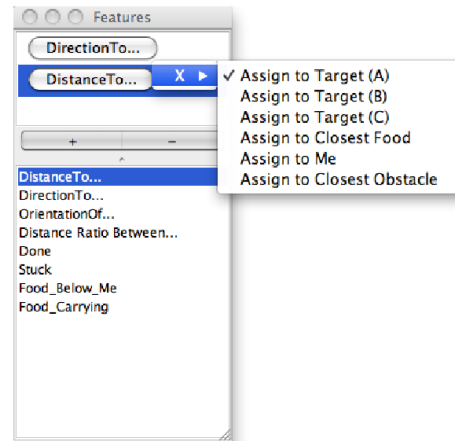 Features
DirectionTo...
DistanceTo... X ▶ ✓ Assign to Target (A)
Assign to Target (B)
Assign to Target (C)
Assign to Closest Food
Assign to Me
Assign to Closest Obstacle
+ −
DistanceTo...
DirectionTo...
OrientationOf...
Distance Ratio Between...
Done
Stuck
Food_Below_Me
Food_Carrying